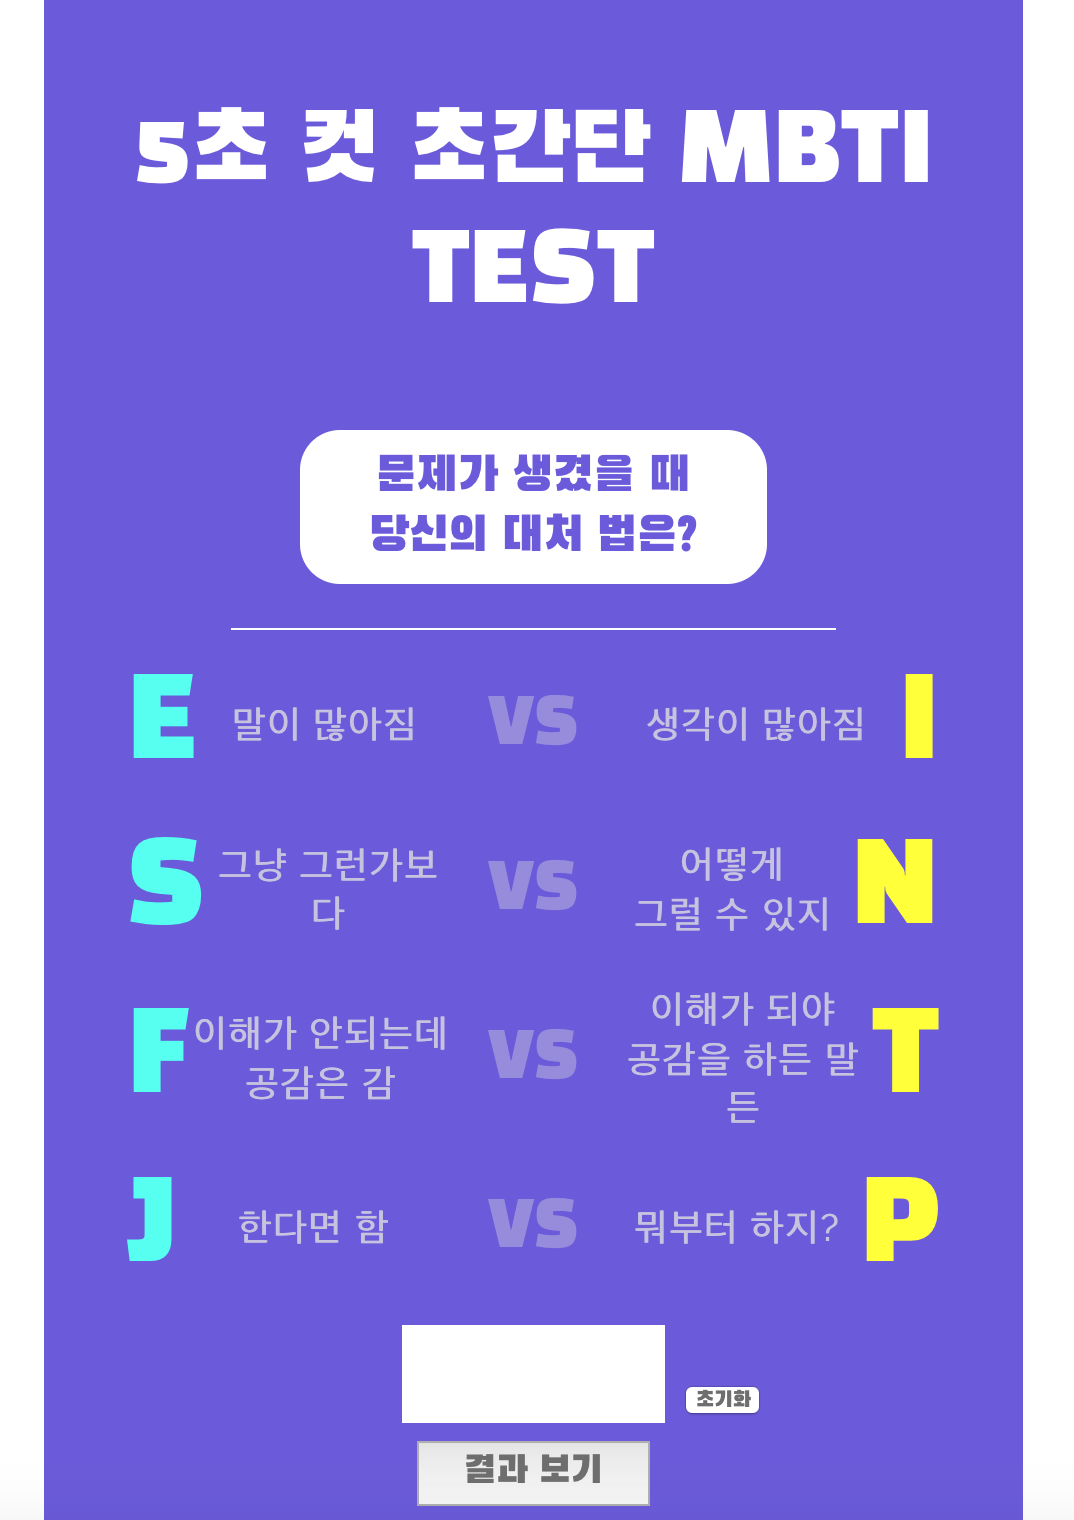 5초 컷 초간단 MBTI
TEST
문제가 생겼을 때
당신의 대처 법은?
E 말이 많아짐 VS 생각이 많아짐 I
S 그냥 그런가보
다 VS 어떻게
그럴 수 있지 N
F 이해가 안되는데
공감은 감 VS 이해가 되야
공감을 하든 말
든 T
J 한다면 함 VS 뭐부터 하지? P
초기화
결과 보기